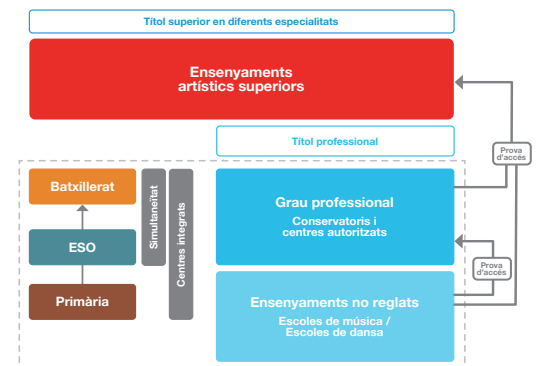 Títol superior en diferents especialitats
Ensenyaments
artístics superiors
Títol professional
Prova
d'accés
Batxillerat
Simultaneïtat
Centres integrats
Grau professional
Conservatoris i
centres autoritzats
ESO
Prova
d'accés
Primària
Ensenyaments no reglats
Escoles de música /
Escoles de dansa